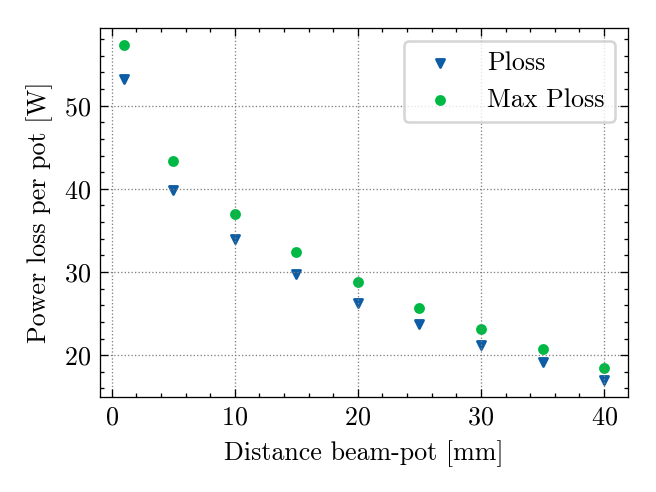 Ploss
Max Ploss
50
40
30
20
Power loss per pot [W]
0 10 20 30 40
Distance beam-pot [mm]